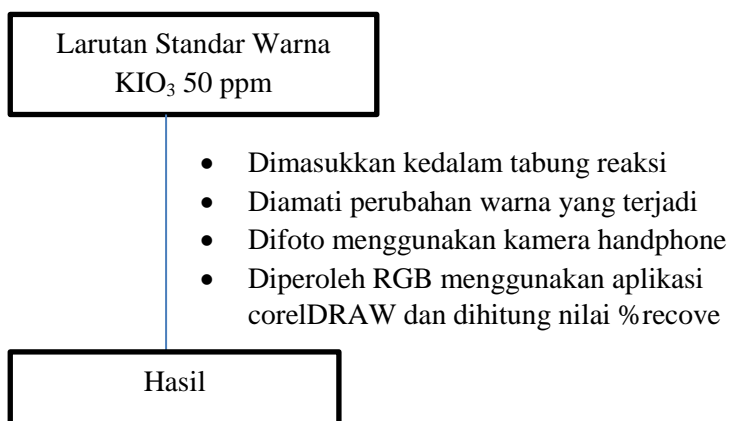 Larutan Standar Warna
KIO₃ 50 ppm
• Dimasukkan kedalam tabung reaksi
• Diamati perubahan warna yang terjadi
• Difoto menggunakan kamera handphone
• Diperoleh RGB menggunakan aplikasi
corelDRAW dan dihitung nilai %recove
Hasil